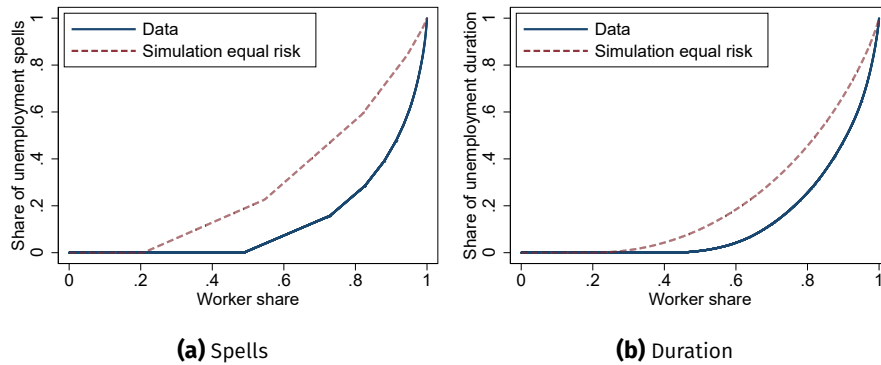 Share of unemployment spells
1
.8
.6
.4
.2
0
Data
Simulation equal risk
0 .2 .4 .6 .8 1
Worker share
(a) Spells
Share of unemployment duration
1
.8
.6
.4
.2
0
Data
Simulation equal risk
0 .2 .4 .6 .8 1
Worker share
(b) Duration